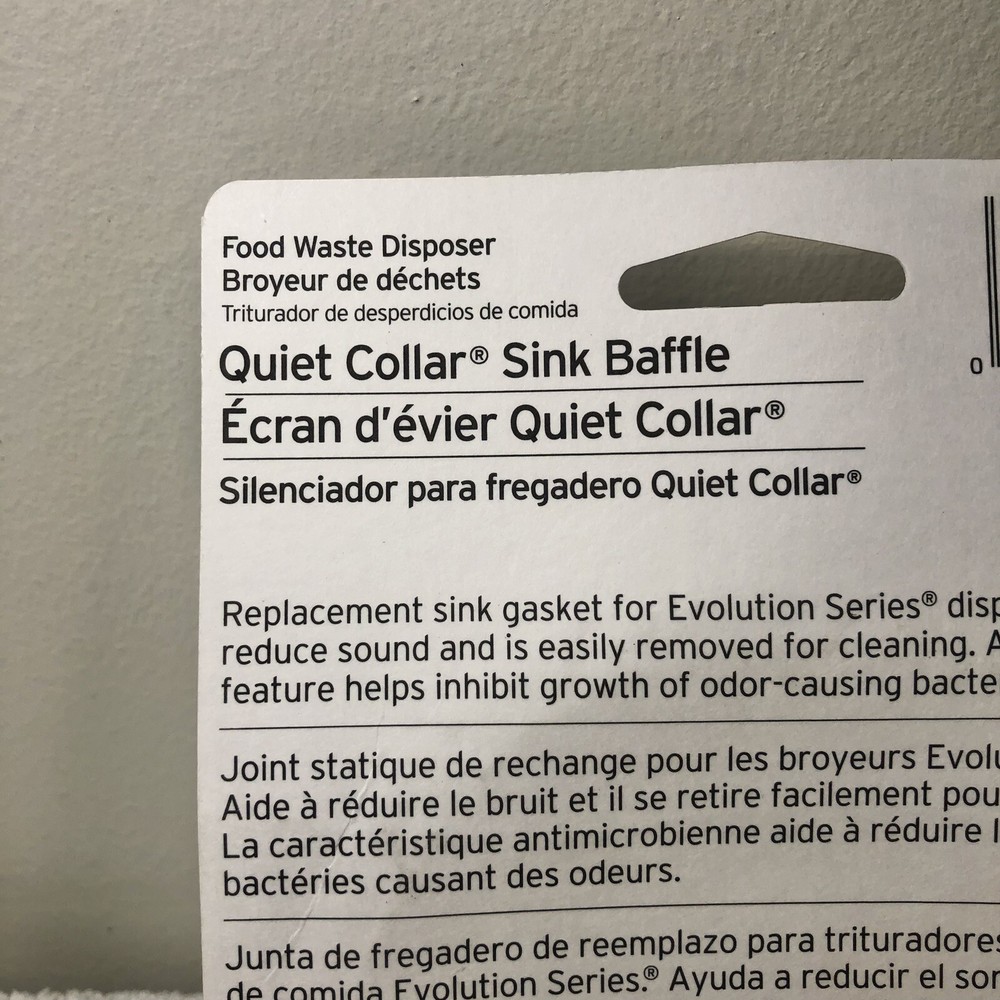 Food Waste Disposer
Broyeur de déchets
Triturador de desperdicios de comida
Quiet Collar® Sink Baffle
Écran d'évier Quiet Collar®
Silenciador para fregadero Quiet Collar®
0
Replacement sink gasket for Evolution Series®
reduce sound and is easily removed for cleaning.
feature helps inhibit growth of odor-causing
Joint statique de rechange pour les broyeurs
Aide à réduire le bruit et il se retire facilement
La caractéristique antimicrobienne aide à réduire
bactéries causant des odeurs.
Junta de fregadero de reemplazo para
de comida Evolution Series.® Ayuda a reducir el